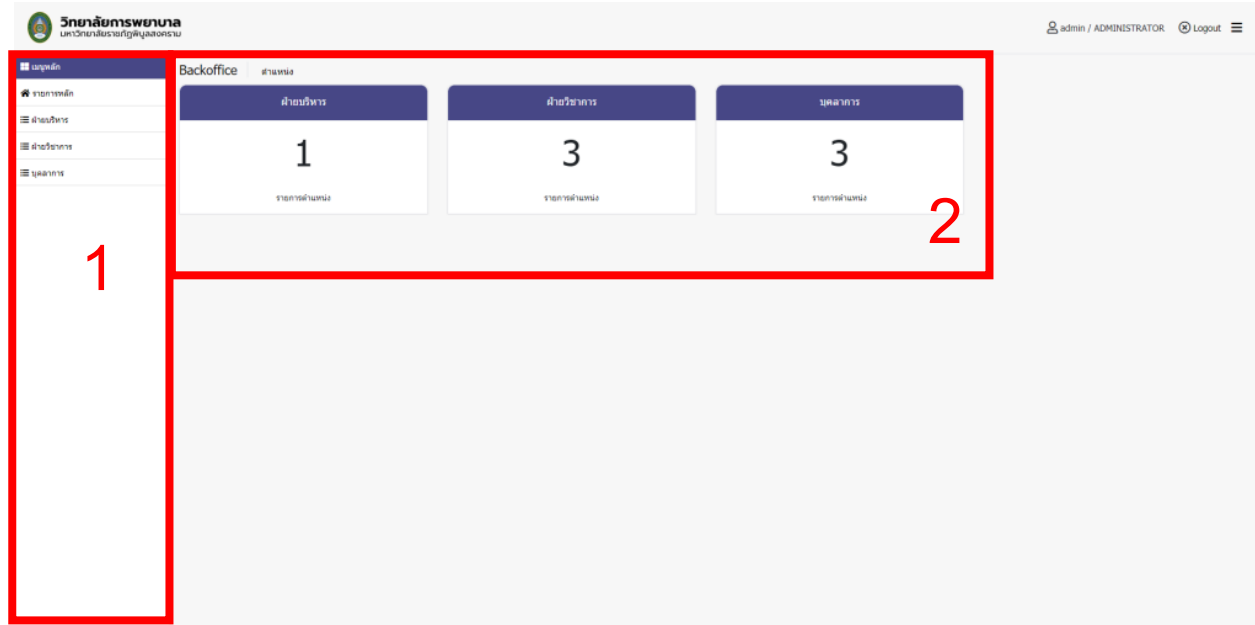 วิทยาลัยการพยาบาล
มหาวิทยาลัยราชภัฏพิบูลสงคราม
admin / ADMINISTRATOR Logout
เมนูหลัก
รายการหลัก
ฝ่ายบริหาร
ฝ่ายวิชาการ
บุคลาการ
1
Backoffice ตำแหน่ง
ฝ่ายบริหาร ฝ่ายวิชาการ บุคลาการ
1 3 3
รายการตำแหน่ง รายการตำแหน่ง รายการตำแหน่ง
2